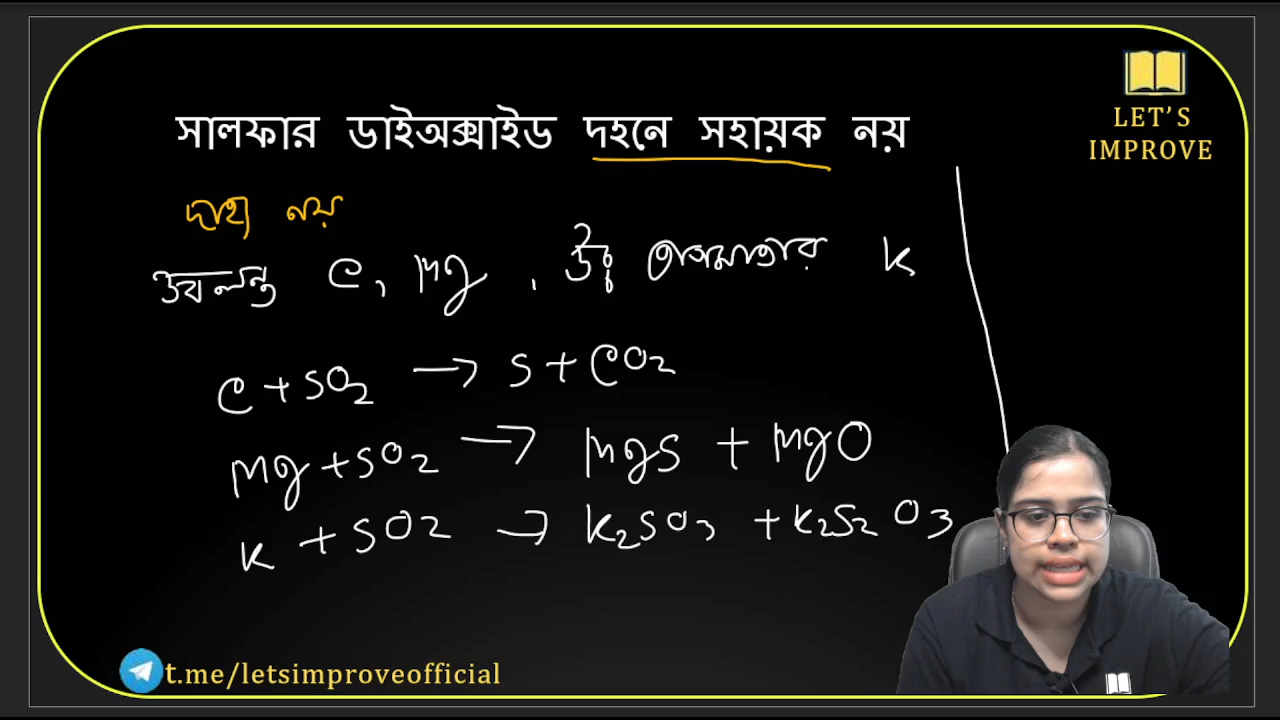 LET'S
IMPROVE
সালফার ডাইঅক্সাইড দহনে সহায়ক নয়
দাহ্য নয়
জ্বলন্ত C, Mg, উঃ তাপমাত্রার K
C + SO2 → S + CO2
Mg + SO2 → MgS + MgO
K + SO2 → K2SO3 + K2S2O3
t.me/letsimproveofficial